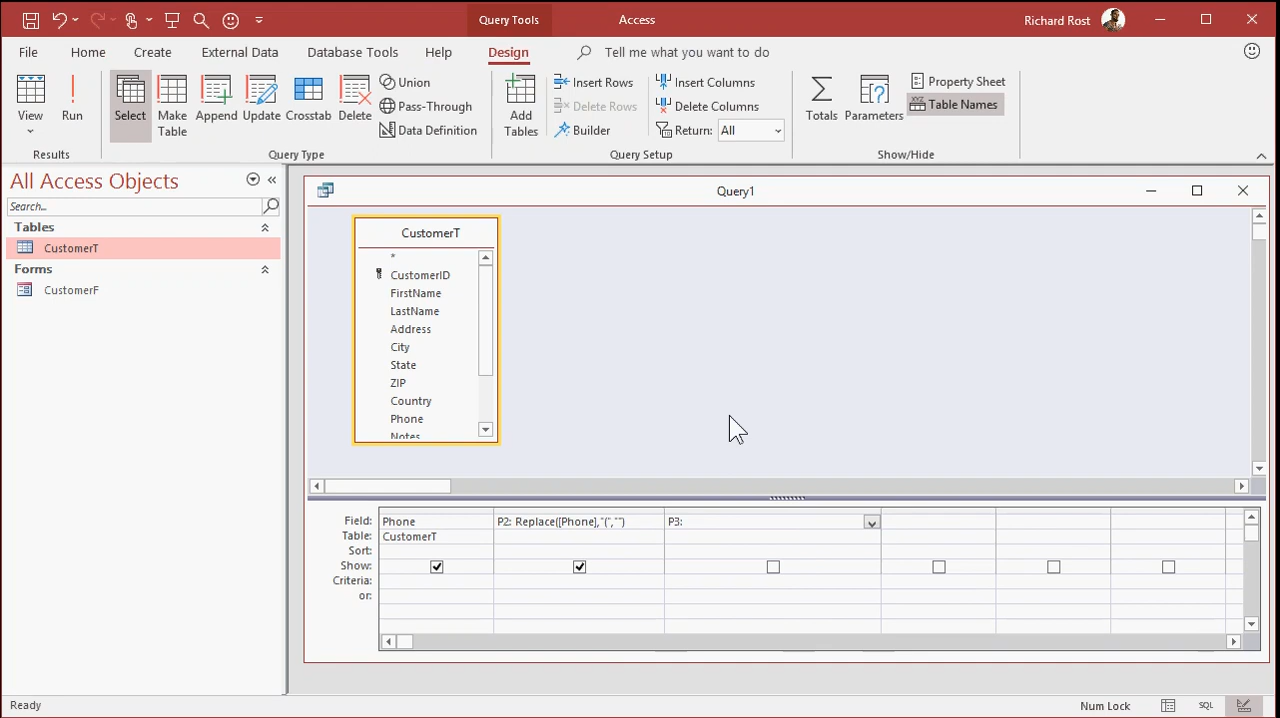 Query Tools
Access
Richard Rost
File
Home
Create
External Data
Database Tools
Help
Design
Tell me what you want to do
View
Run
Select
Make Table
Append
Update
Crosstab
Delete
Union
Pass-Through
Data Definition
Add Tables
Insert Rows
Delete Rows
Builder
Insert Columns
Delete Columns
Return: All
Totals
Parameters
Property Sheet
Table Names
Results
Query Type
Query Setup
Show/Hide
All Access Objects
Search...
Tables
CustomerT
Forms
CustomerF
Query1
CustomerT
*
CustomerID
FirstName
LastName
Address
City
State
ZIP
Country
Phone
Notes
Field: Phone P2: Replace([Phone],"(","") P3:
Table: CustomerT
Sort:
Show:
Criteria:
or:
Ready
Num Lock
SQL